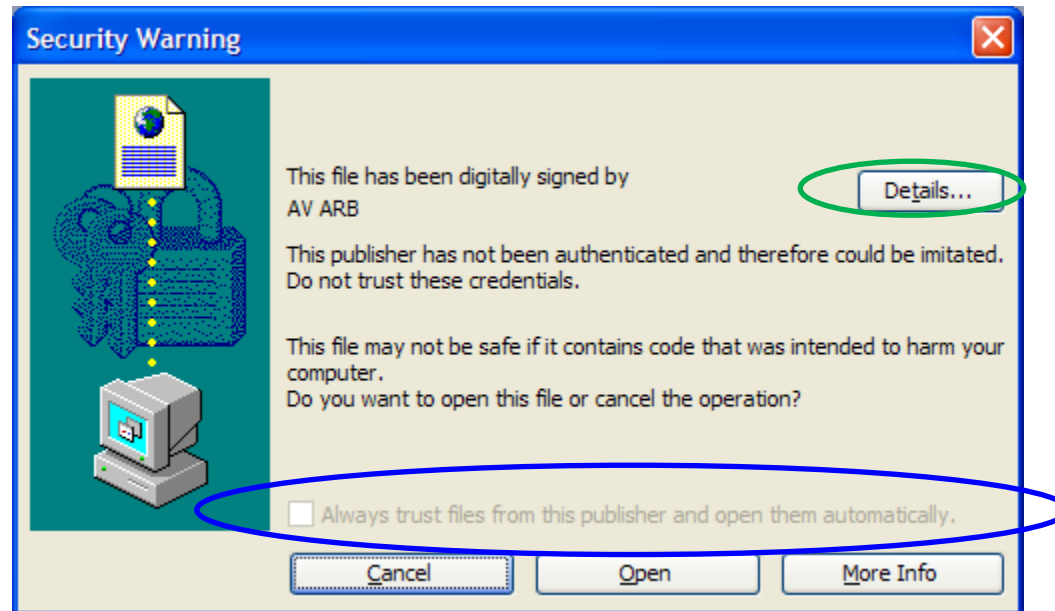 Security Warning
This file has been digitally signed by
Details...
AV ARB
This publisher has not been authenticated and therefore could be imitated.
Do not trust these credentials.
This file may not be safe if it contains code that was intended to harm your
computer.
Do you want to open this file or cancel the operation?
Always trust files from this publisher and open them automatically.
Cancel
Open
More Info